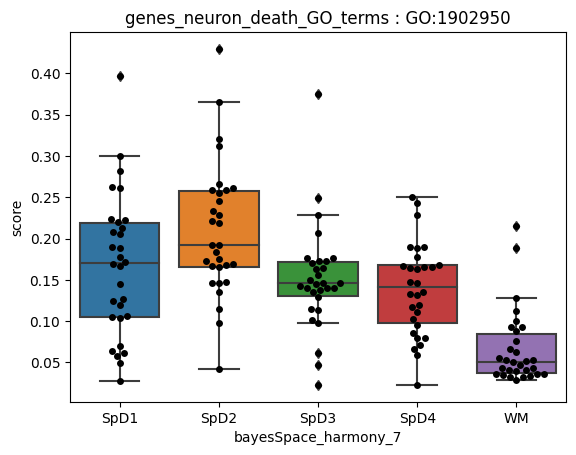 genes_neuron_death_GO_terms : GO:1902950
0.40
0.35
0.30
0.25
0.20
0.15
0.10
0.05
score
SpD1 SpD2 SpD3 SpD4 WM
bayesSpace_harmony_7